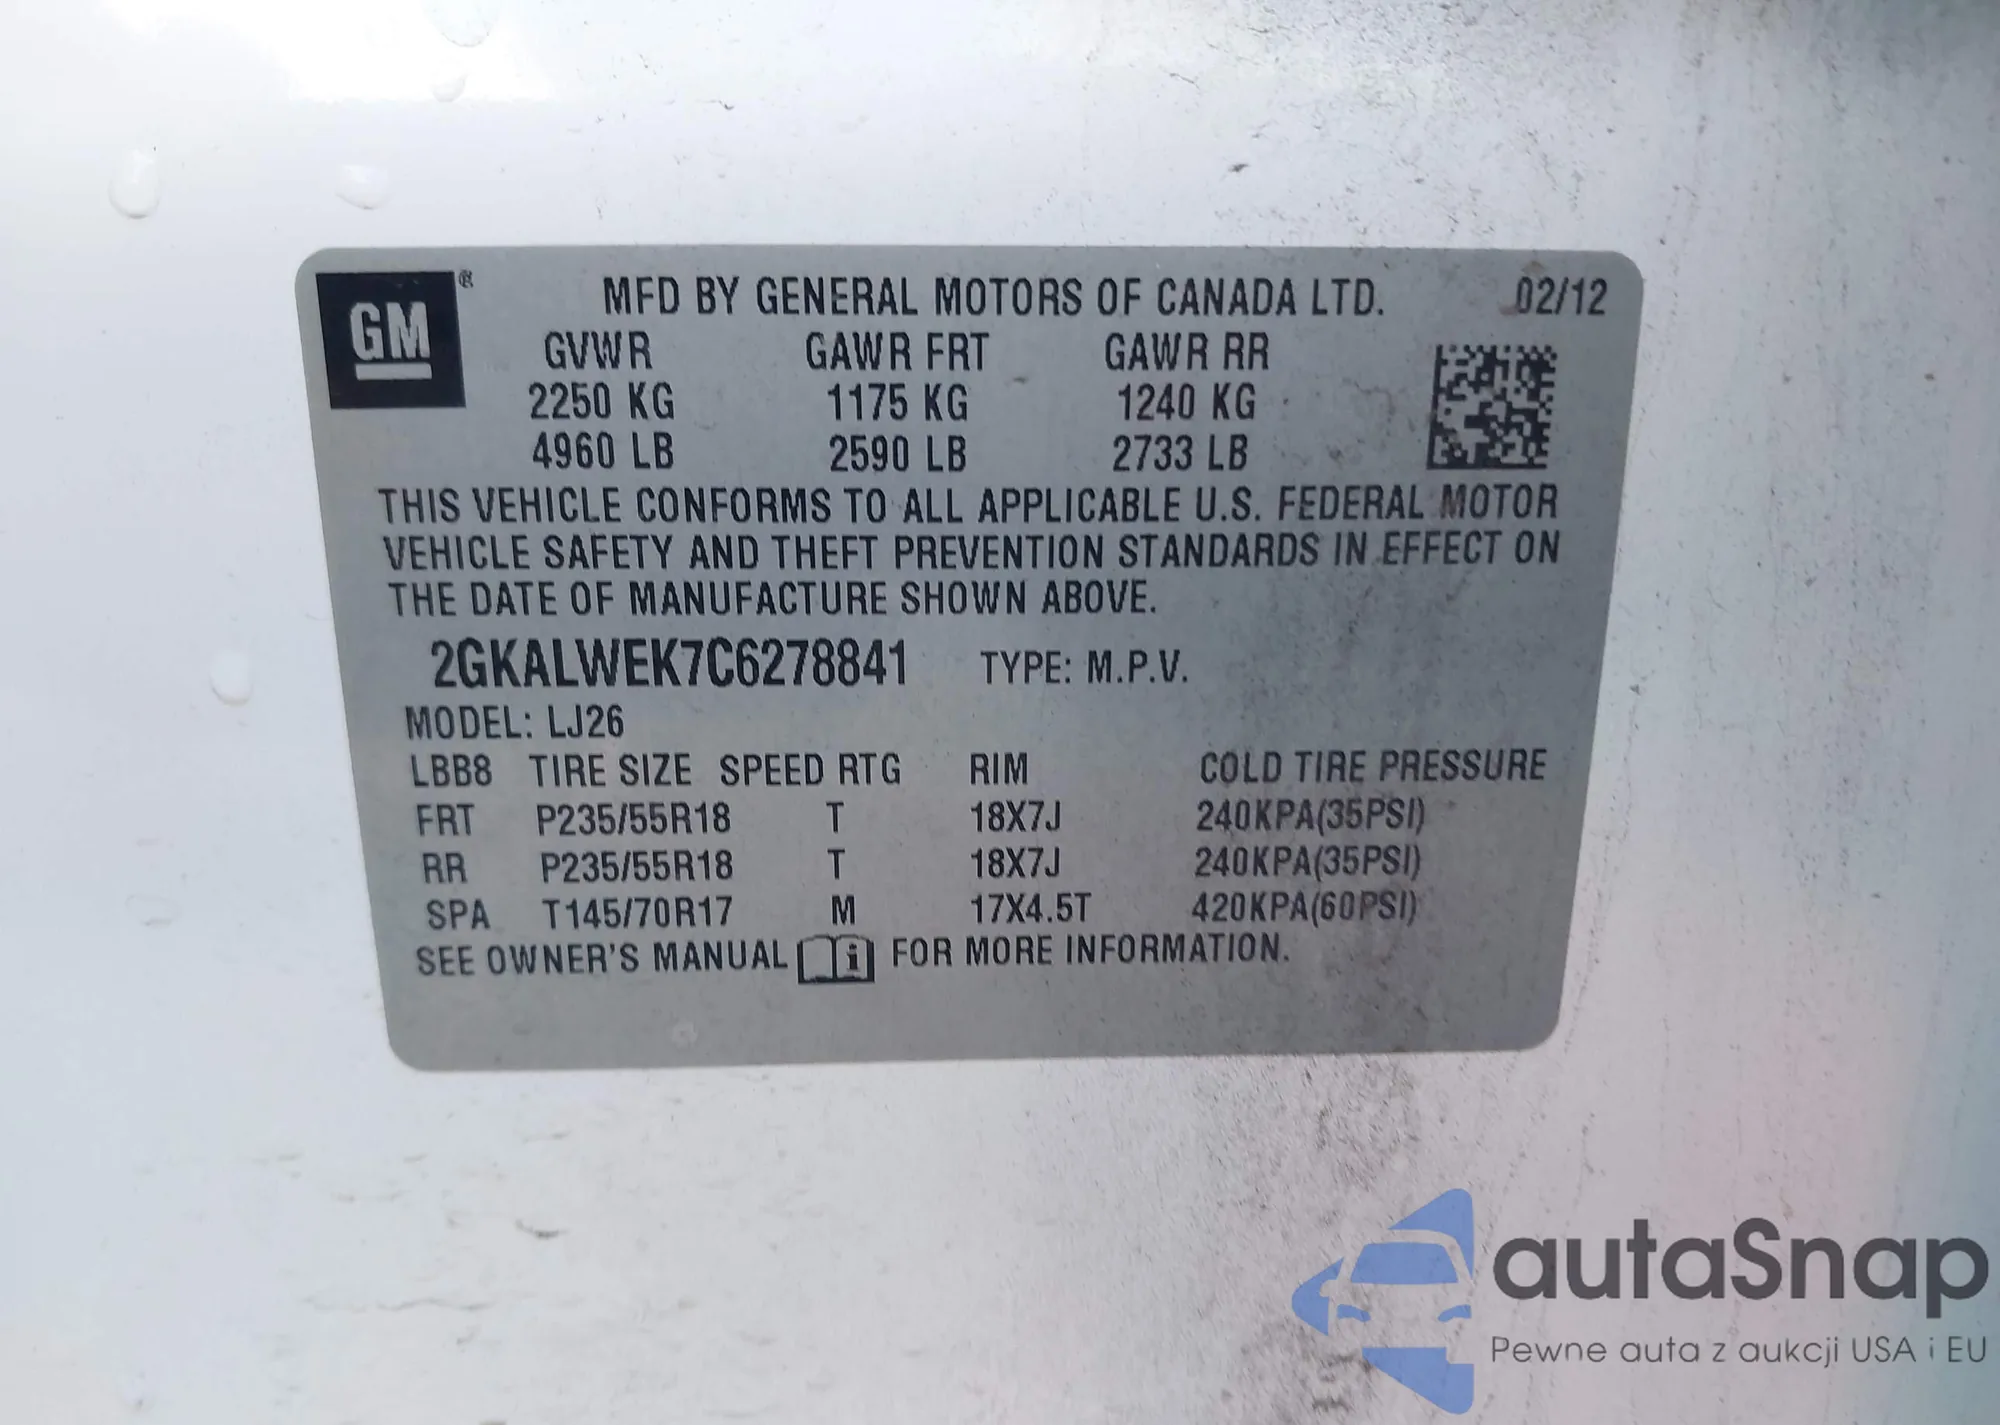 GM ®
MFD BY GENERAL MOTORS OF CANADA LTD. 02/12
GVWR GAWR FRT GAWR RR
2250 KG 1175 KG 1240 KG
4960 LB 2590 LB 2733 LB
THIS VEHICLE CONFORMS TO ALL APPLICABLE U.S. FEDERAL MOTOR
VEHICLE SAFETY AND THEFT PREVENTION STANDARDS IN EFFECT ON
THE DATE OF MANUFACTURE SHOWN ABOVE.
2GKALWEK7C6278841 TYPE: M.P.V.
MODEL: LJ26
LBB8 TIRE SIZE SPEED RTG RIM COLD TIRE PRESSURE
FRT P235/55R18 T 18X7J 240KPA(35PSI)
RR P235/55R18 T 18X7J 240KPA(35PSI)
SPA T145/70R17 M 17X4.5T 420KPA(60PSI)
SEE OWNER'S MANUAL i FOR MORE INFORMATION.
autaSnap
Pewne auta z aukcji USA i EU